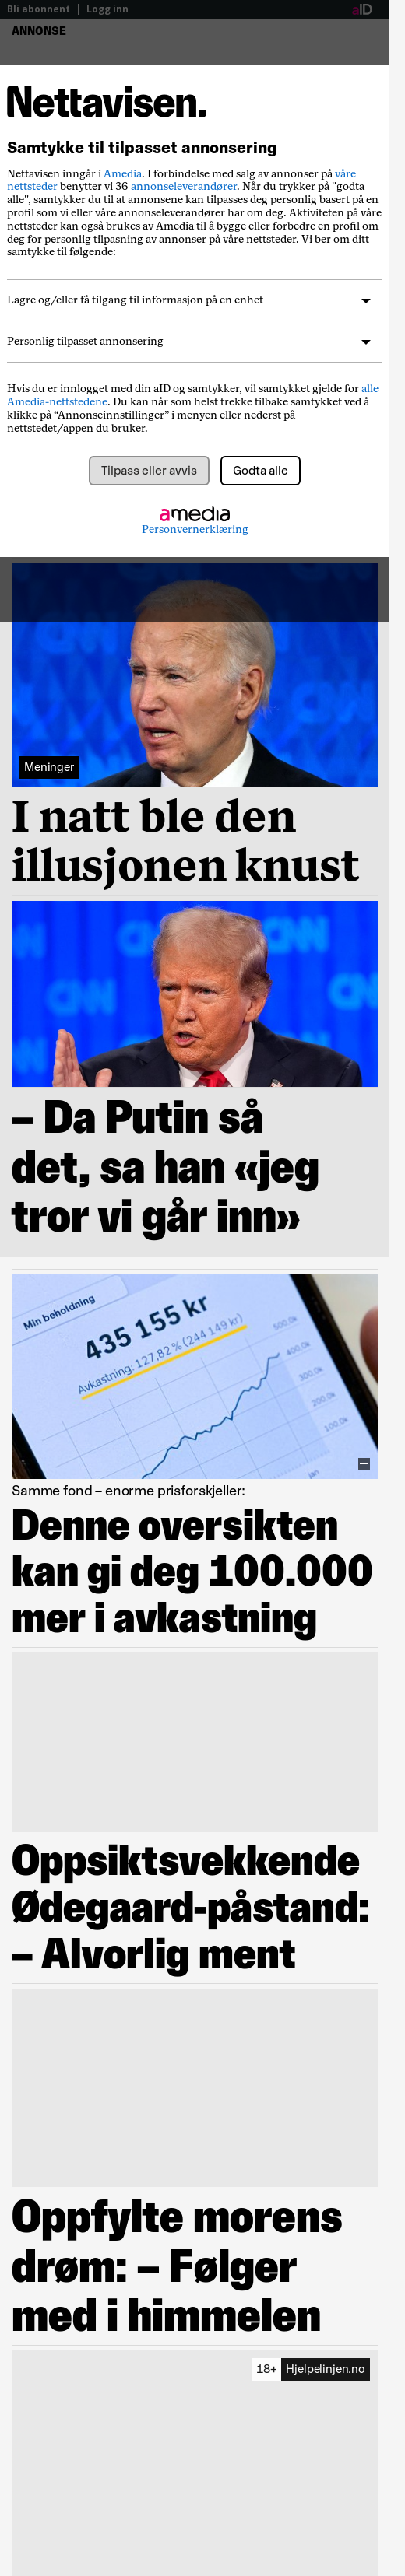 Bli abonnent | Logg inn
aID
ANNONSE
Nettavisen.
Samtykke til tilpasset annonsering
Nettavisen inngår i Amedia. I forbindelse med salg av annonser på våre
nettsteder benytter vi 36 annonseleverandører. Når du trykker på "godta
alle", samtykker du til at annonsene kan tilpasses deg personlig basert på en
profil som vi eller våre annonseleverandører har om deg. Aktiviteten på våre
nettsteder kan også brukes av Amedia til å bygge eller forbedre en profil om
deg for personlig tilpasning av annonser på våre nettsteder. Vi ber om ditt
samtykke til følgende:
Lagre og/eller få tilgang til informasjon på en enhet
Personlig tilpasset annonsering
Hvis du er innlogget med din aID og samtykker, vil samtykket gjelde for alle
Amedia-nettstedene. Du kan når som helst trekke tilbake samtykket ved å
klikke på “Annonseinnstillinger” i menyen eller nederst på
nettstedet/appen du bruker.
Tilpass eller avvis
Godta alle
amedia
Personvernerklæring
CNN
Meninger
I natt ble den
illusjonen knust
CNN
CNN
– Da Putin så
det, sa han «jeg
tror vi går inn»
Min beholdning
435 155 kr
Avkastning: 127,82 % (244 149 kr)
500.0k
400.0k
300.0k
200.0k
100.0k
jan
Samme fond – enorme prisforskjeller:
Denne oversikten
kan gi deg 100.000
mer i avkastning
Oppsiktsvekkende
Ødegaard-påstand:
– Alvorlig ment
Oppfylte morens
drøm: – Følger
med i himmelen
18+ Hjelpelinjen.no